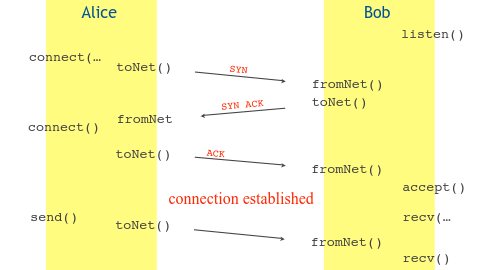 Alice
Bob
listen()
connect(…
toNet()
SYN
fromNet()
SYN ACK
toNet()
fromNet
connect()
toNet()
ACK
fromNet()
accept()
connection established
send()
recv(…
toNet()
fromNet()
recv()